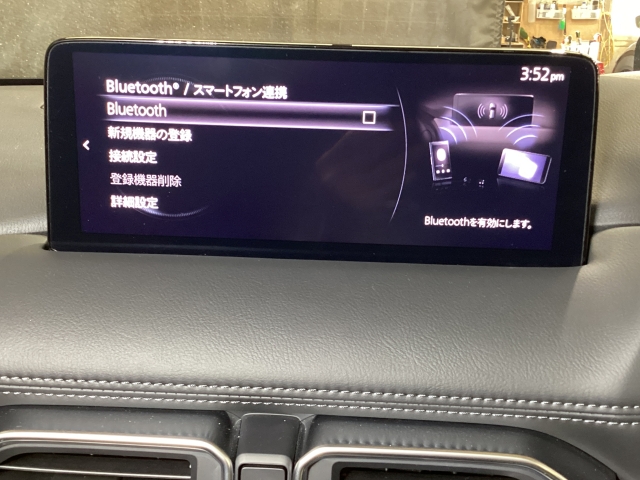 3:52 pm
Bluetooth® / スマートフォン連携
Bluetooth
新規機器の登録
接続設定
登録機器削除
詳細設定
Bluetoothを有効にします。